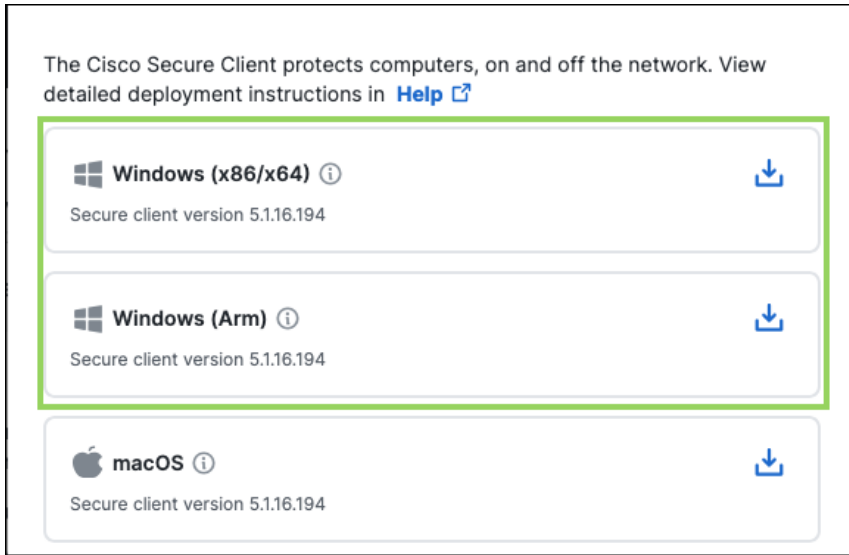 The Cisco Secure Client protects computers, on and off the network. View
detailed deployment instructions in Help
Windows (x86/x64)
Secure client version 5.1.16.194
Windows (Arm)
Secure client version 5.1.16.194
macOS
Secure client version 5.1.16.194